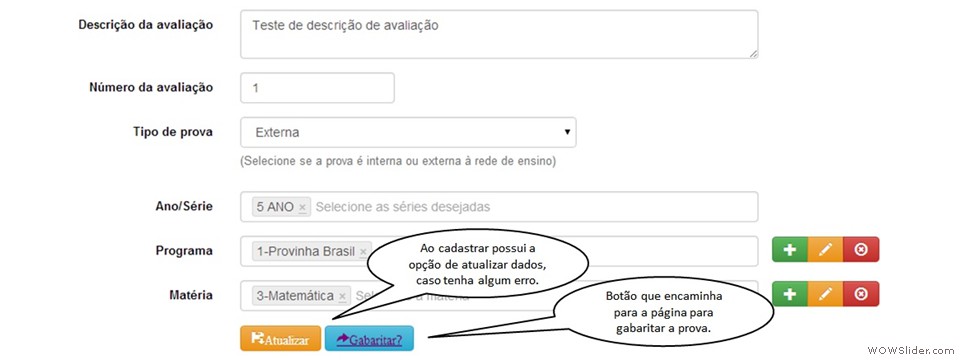 Descrição da avaliação
Teste de descrição de avaliação
Número da avaliação
1
Tipo de prova
Externa
(Selecione se a prova é interna ou externa à rede de ensino)
Ano/Série
5 ANO × Selecione as séries desejadas
Programa
1-Provinha Brasil ×
Ao cadastrar possui a
opção de atualizar dados,
caso tenha algum erro.
Matéria
3-Matemática ×
Botão que encaminha
para a página para
gabaritar a prova.
Atualizar
Gabaritar?
WOWSlider.com